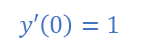 y′(0) = 1